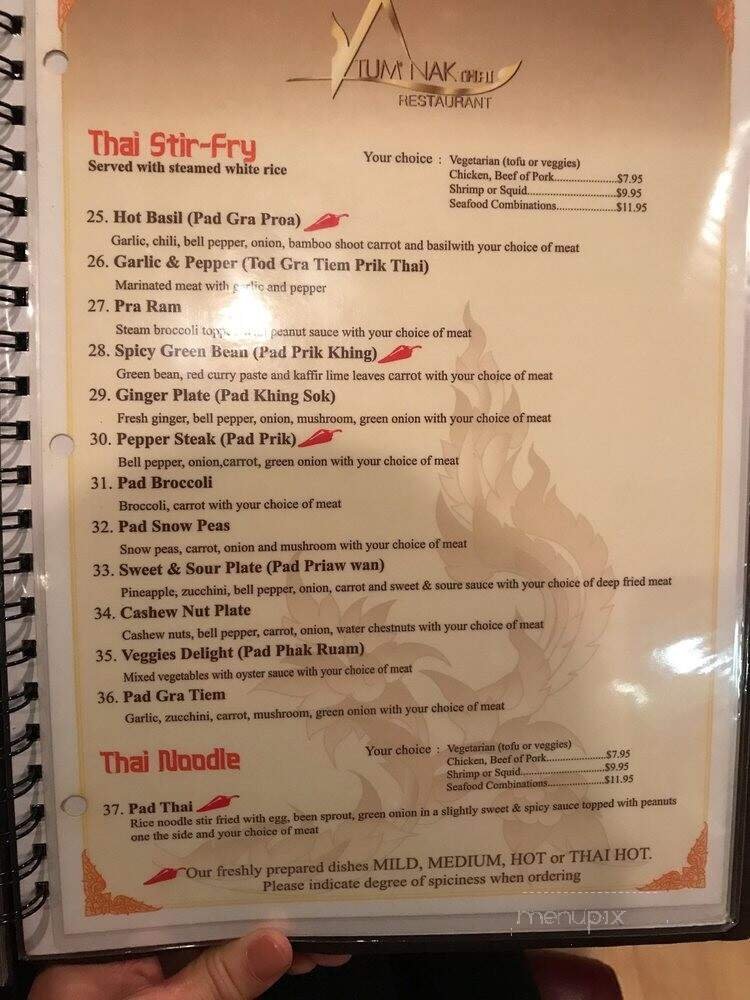 TUM NAK
RESTAURANT
Thai Stir-Fry
Served with steamed white rice
Your choice : Vegetarian (tofu or veggies)
Chicken, Beef of Pork......................$7.95
Shrimp or Squid..............................$9.95
Seafood Combinations.....................$11.95
25. Hot Basil (Pad Gra Proa)
Garlic, chili, bell pepper, onion, bamboo shoot carrot and basilwith your choice of meat
26. Garlic & Pepper (Tod Gra Tiem Prik Thai)
Marinated meat with garlic and pepper
27. Pra Ram
Steam broccoli peanut sauce with your choice of meat
28. Spicy Green Bean (Pad Prik Khing)
Green bean, red curry paste and kaffir lime leaves carrot with your choice of meat
29. Ginger Plate (Pad Khing Sok)
Fresh ginger, bell pepper, onion, mushroom, green onion with your choice of meat
30. Pepper Steak (Pad Prik)
Bell pepper, onion,carrot, green onion with your choice of meat
31. Pad Broccoli
Broccoli, carrot with your choice of meat
32. Pad Snow Peas
Snow peas, carrot, onion and mushroom with your choice of meat
33. Sweet & Sour Plate (Pad Priaw wan)
Pineapple, zucchini, bell pepper, onion, carrot and sweet & soure sauce with your choice of deep fried meat
34. Cashew Nut Plate
Cashew nuts, bell pepper, carrot, onion, water chestnuts with your choice of meat
35. Veggies Delight (Pad Phak Ruam)
Mixed vegetables with oyster sauce with your choice of meat
36. Pad Gra Tiem
Garlic, zucchini, carrot, mushroom, green onion with your choice of meat
Thai Noodle
Your choice : Vegetarian (tofu or veggies)
Chicken, Beef of Pork.....................$7.95
Shrimp or Squid............................$9.95
Seafood Combinations...................$11.95
37. Pad Thai
Rice noodle stir fried with egg, been sprout, green onion in a slightly sweet & spicy sauce topped with peanuts
one the side and your choice of meat
Our freshly prepared dishes MILD, MEDIUM, HOT or THAI HOT.
Please indicate degree of spiciness when ordering
menupix